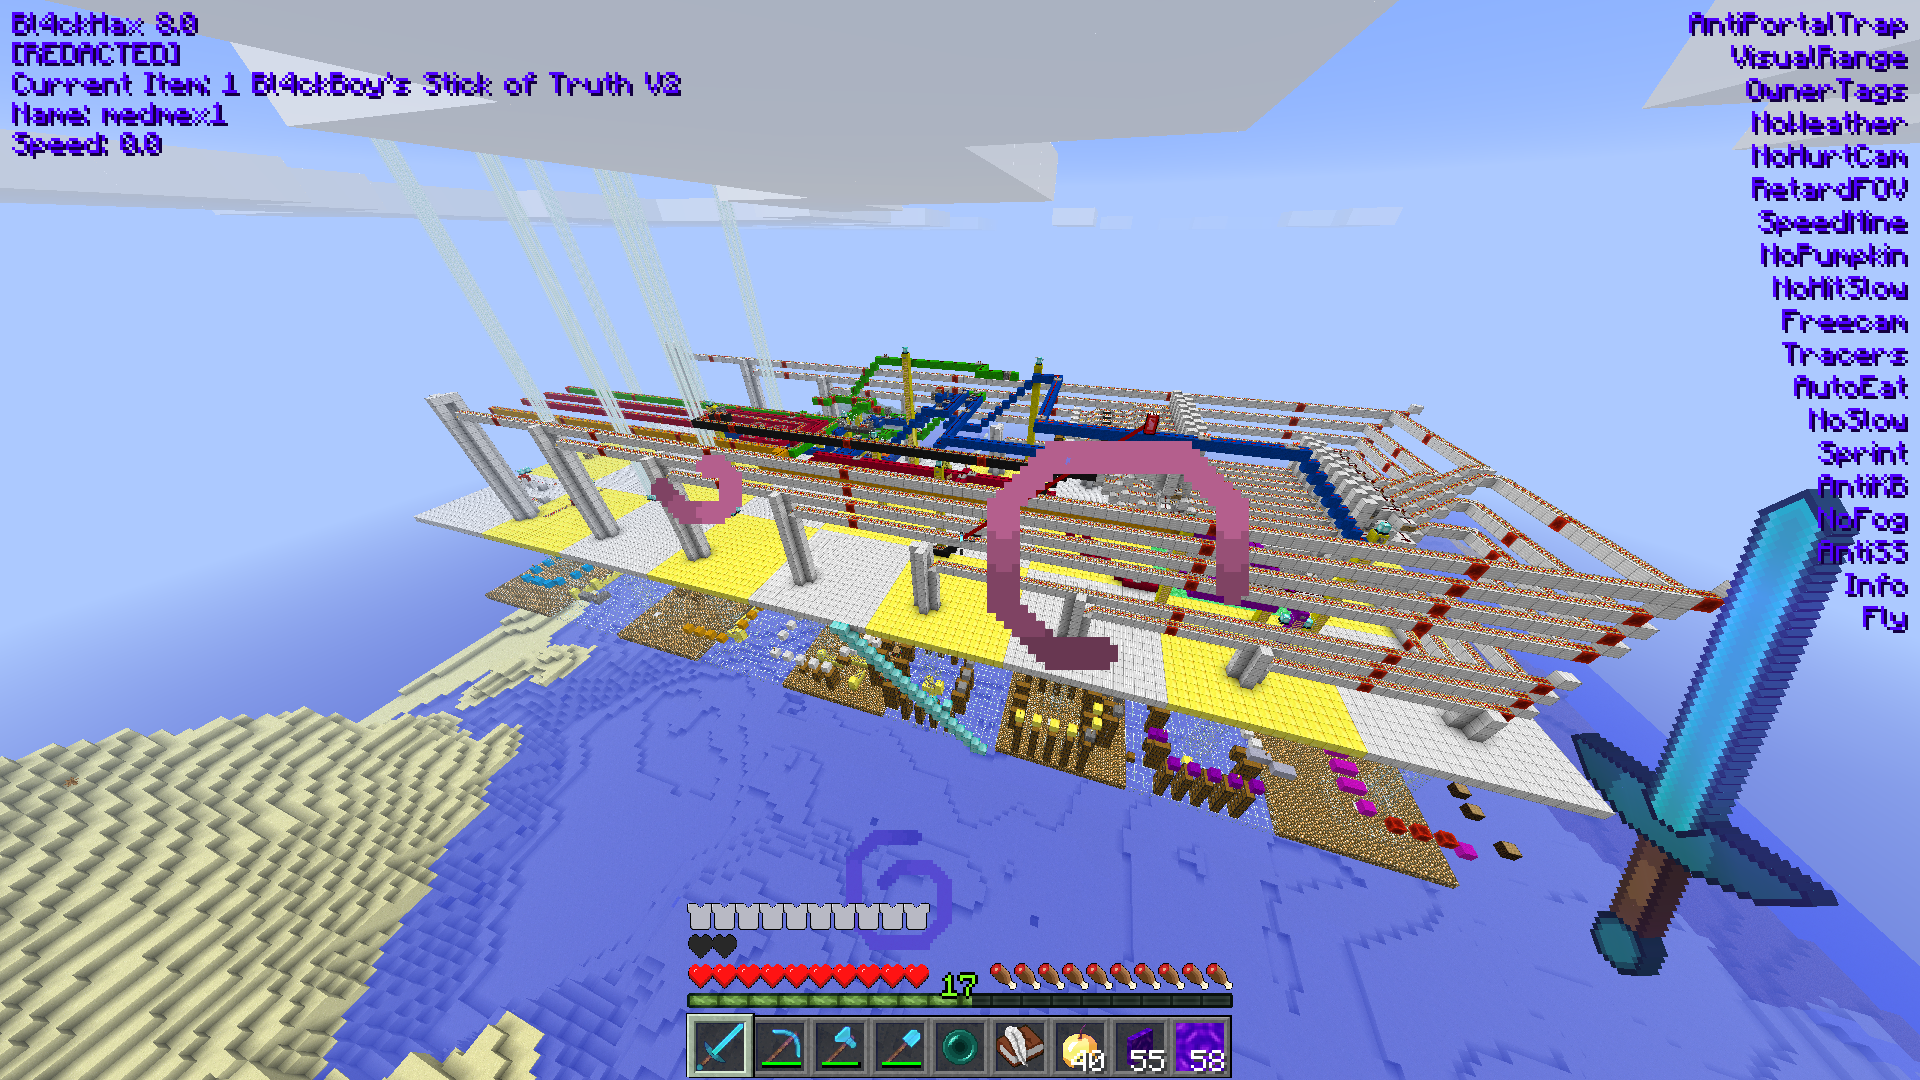 Bl4ckHax 8.0
[REDACTED]
Current Item: 1 Bl4ckBoy's Stick of Truth V2
Name: nedmex1
Speed: 0.0
AntiPortalTrap
VisualRange
OwnerTags
NoWeather
NoHurtCam
RetardFOV
SpeedMine
NoPumpkin
NoHitSlow
Freecam
Tracers
AutoEat
NoSlow
Sprint
AntiKB
NoFog
AntiSS
Info
Fly
17
40
55
58